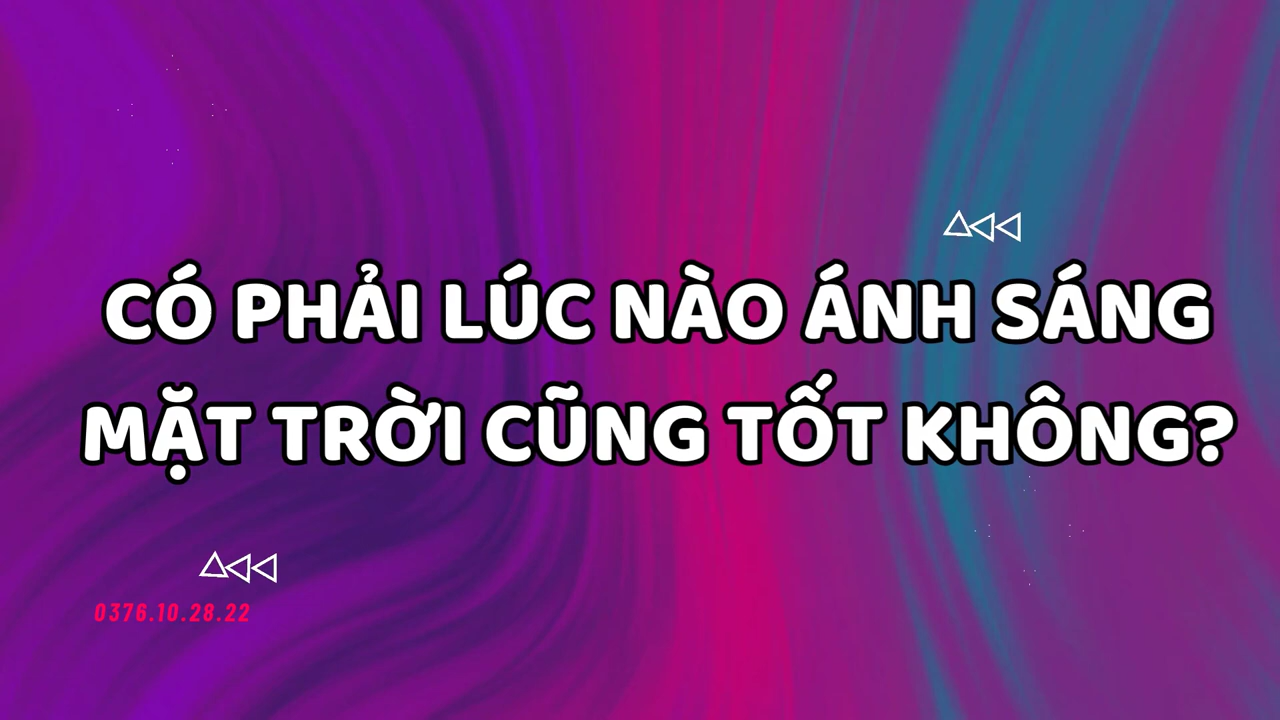 CÓ PHẢI LÚC NÀO ÁNH SÁNG
MẶT TRỜI CŨNG TỐT KHÔNG?
0376.10.28.22